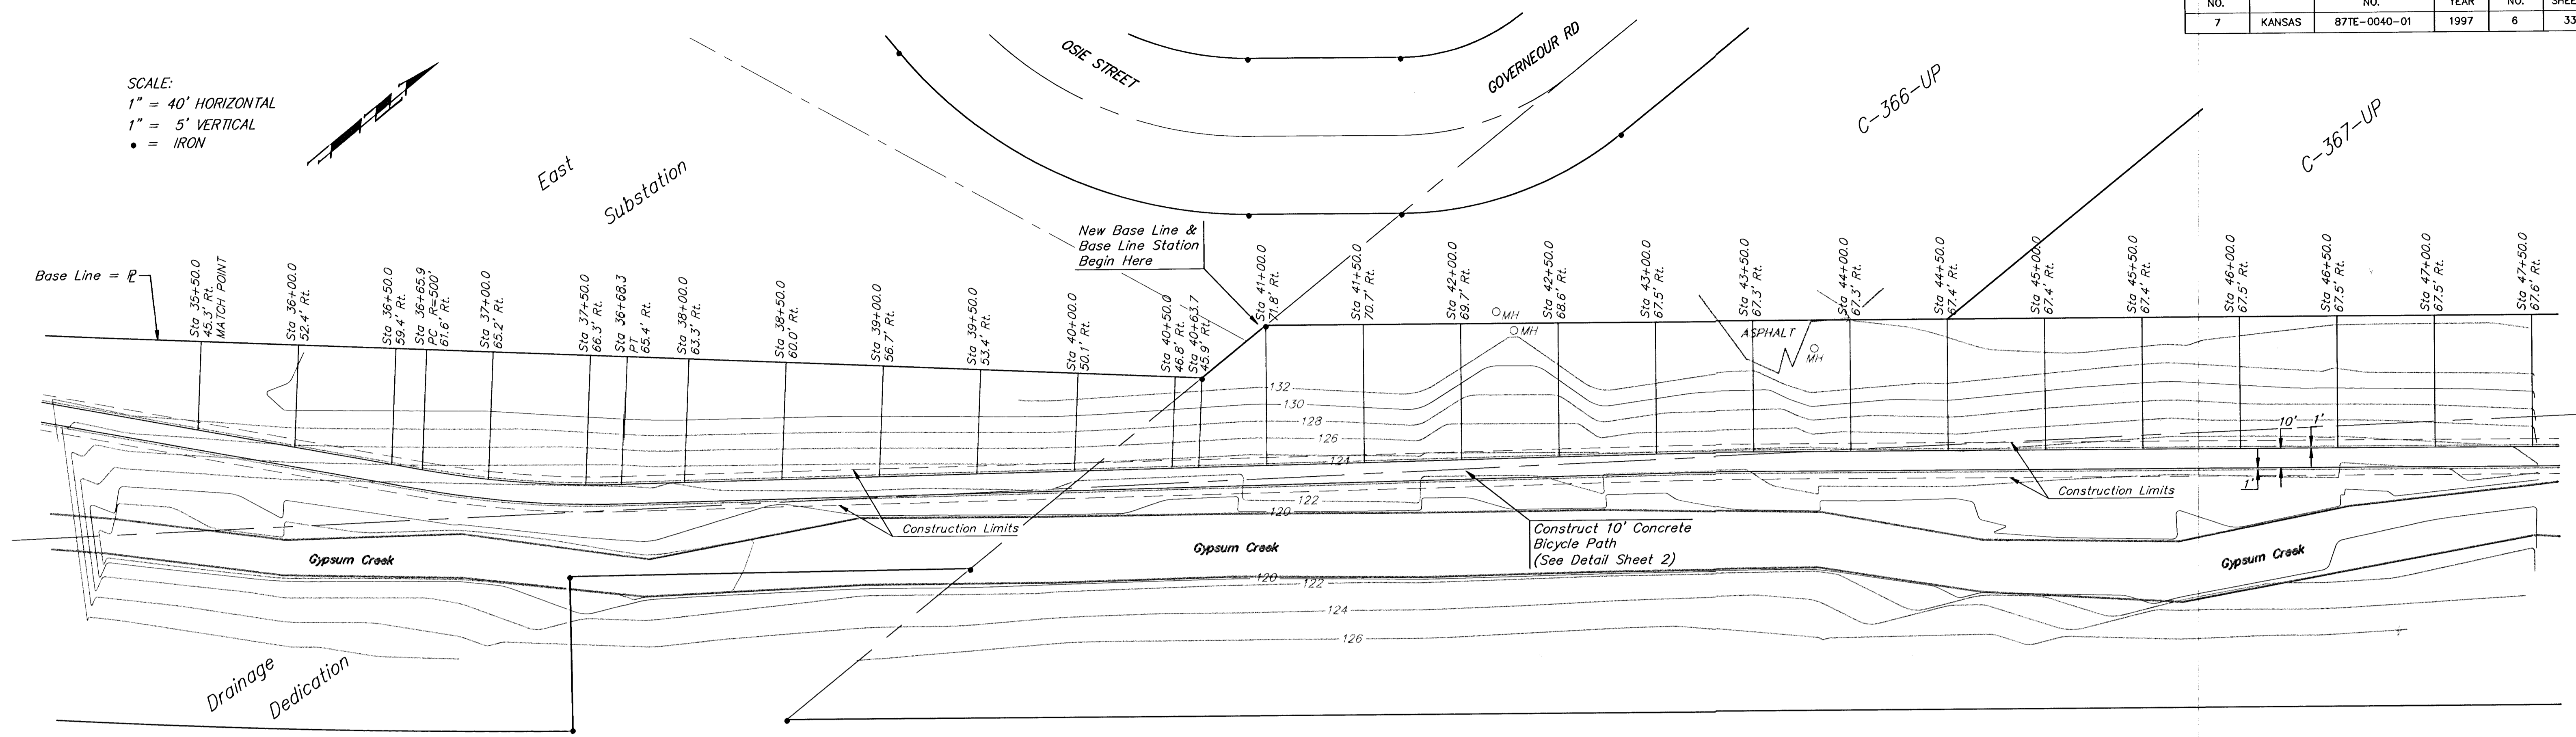 NO.
NO.
YEAR
NO.
7
KANSAS
87TE-0040-01
1997
6
33
SCALE:
1" = 40' HORIZONTAL
1" = 5' VERTICAL
• = IRON
East
Substation
OSIE STREET
GOVERNEOUR RD
C-366-UP
C-367-UP
New Base Line &
Base Line Station
Begin Here
Base Line = PL
Sta 35+50.0
45.3' Rt.
MATCH POINT
Sta 36+00.0
52.4' Rt.
Sta 36+50.0
59.4' Rt.
Sta 36+65.9
PC R=500'
61.6' Rt.
Sta 37+00.0
65.2' Rt.
Sta 37+50.0
66.3' Rt.
Sta 36+68.3
PT
65.4' Rt.
Sta 38+00.0
63.3' Rt.
Sta 38+50.0
60.0' Rt.
Sta 39+00.0
56.7' Rt.
Sta 39+50.0
53.4' Rt.
Sta 40+00.0
50.1' Rt.
Sta 40+50.0
46.8' Rt.
Sta 40+63.7
45.9' Rt.
Sta 41+00.0
71.8' Rt.
Sta 41+50.0
70.7' Rt.
Sta 42+00.0
69.7' Rt.
Sta 42+50.0
68.6' Rt.
Sta 43+00.0
67.5' Rt.
Sta 43+50.0
67.3' Rt.
Sta 44+00.0
67.3' Rt.
Sta 44+50.0
67.4' Rt.
Sta 45+00.0
67.4' Rt.
Sta 45+50.0
67.4' Rt.
Sta 46+00.0
67.5' Rt.
Sta 46+50.0
67.5' Rt.
Sta 47+00.0
67.5' Rt.
Sta 47+50.0
67.6' Rt.
MH
MH
ASPHALT
MH
132
130
128
126
124
122
120
10'
1'
1'
Construction Limits
Construction Limits
Construct 10' Concrete
Bicycle Path
(See Detail Sheet 2)
Gypsum Creek
Gypsum Creek
Gypsum Creek
120
122
124
126
Drainage
Dedication